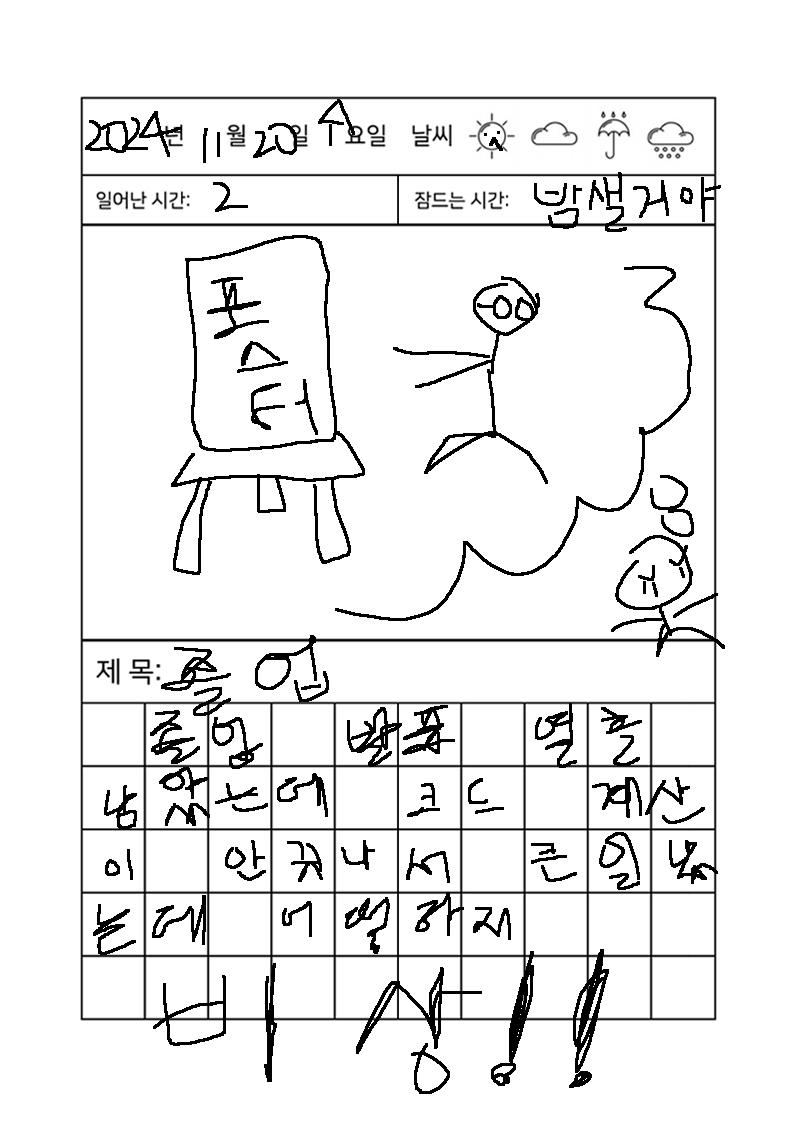 2024년 11월 20일 수요일 날씨
일어난 시간: 2 잠드는 시간: 밤샐거야
포스터
제 목: 졸업
졸업 발표 열흘
남았는데 코드 계산
이 안 끝나서 큰일 났
는데 어떡하지
비상!!